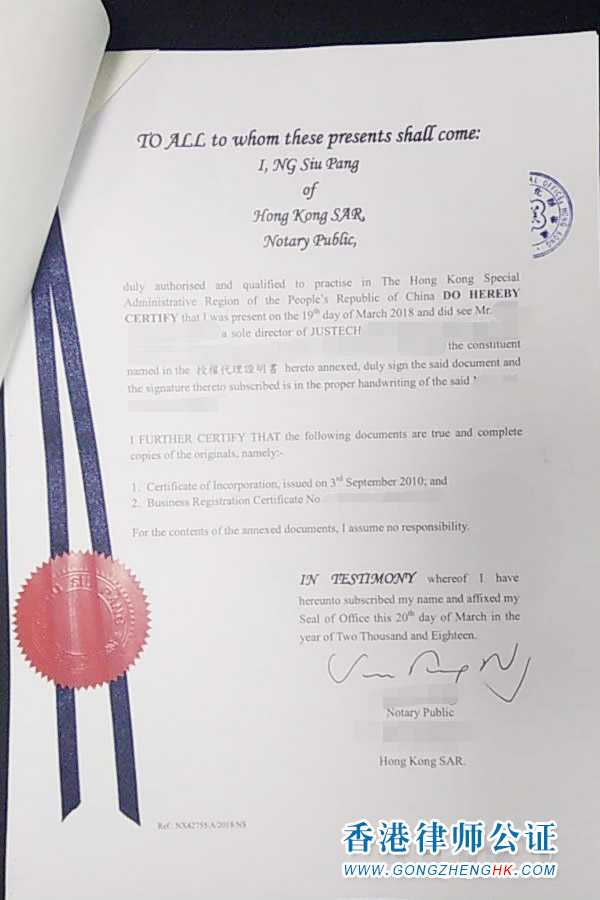 TO ALL to whom these presents shall come:
I, NG Siu Pang
of
Hong Kong SAR,
Notary Public,
AL OFFICE, HONG KONG
duly authorised and qualified to practise in The Hong Kong Special
Administrative Region of the People's Republic of China DO HEREBY
CERTIFY that I was present on the 19th day of March 2018 and did see Mr.
a sole director of JUSTECH
the constituent
named in the 授權代理證明書 hereto annexed, duly sign the said document and
the signature thereto subscribed is in the proper handwriting of the said
I FURTHER CERTIFY THAT the following documents are true and complete
copies of the originals, namely:-
1. Certificate of Incorporation, issued on 3rd September 2010; and
2. Business Registration Certificate No
For the contents of the annexed documents, I assume no responsibility.
IN TESTIMONY whereof I have
hereunto subscribed my name and affixed my
Seal of Office this 20th day of March in the
year of Two Thousand and Eighteen.
Notary Public
Hong Kong SAR.
Ref.: NX42755/A/2018/NS
香港律师公证
www.GONGZHENGHK.COM